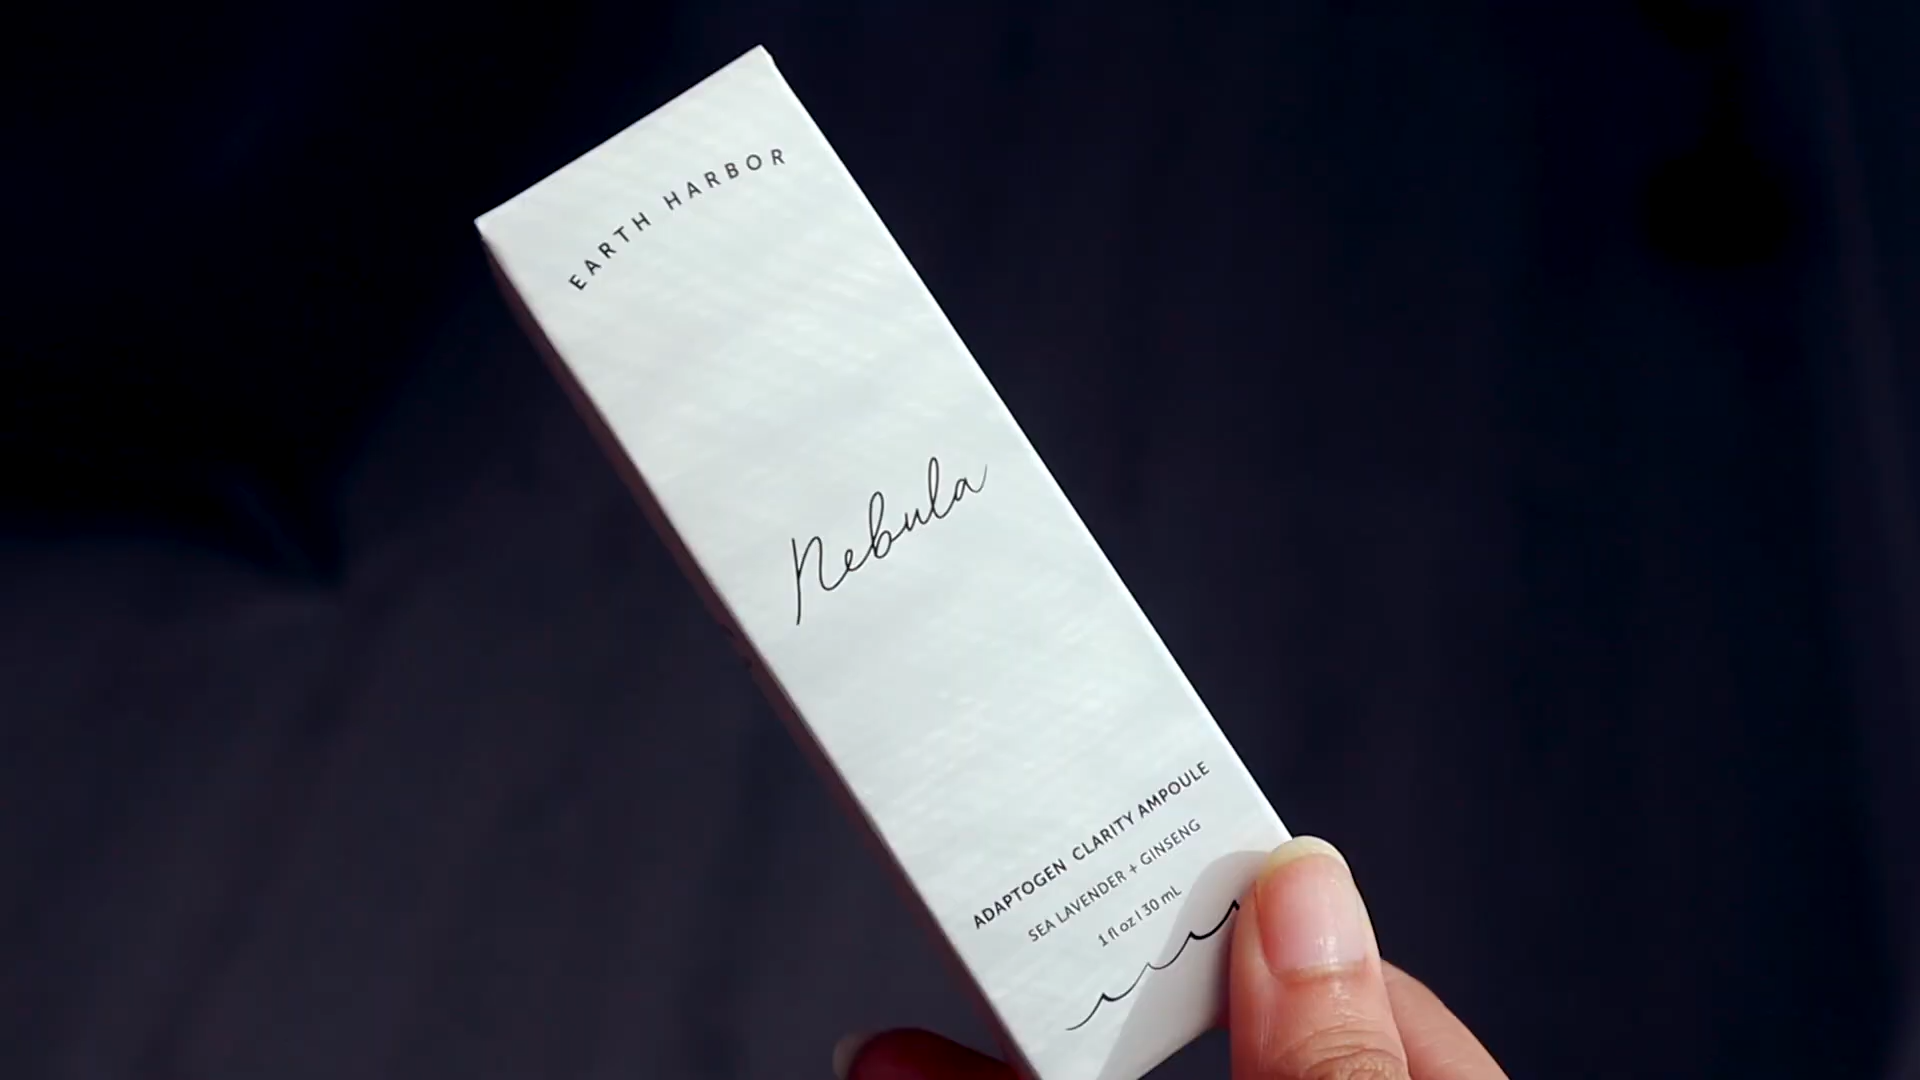 EARTH HARBOR
Nebula
ADAPTOGEN CLARITY AMPOULE
SEA LAVENDER + GINSENG
1 fl oz | 30 mL